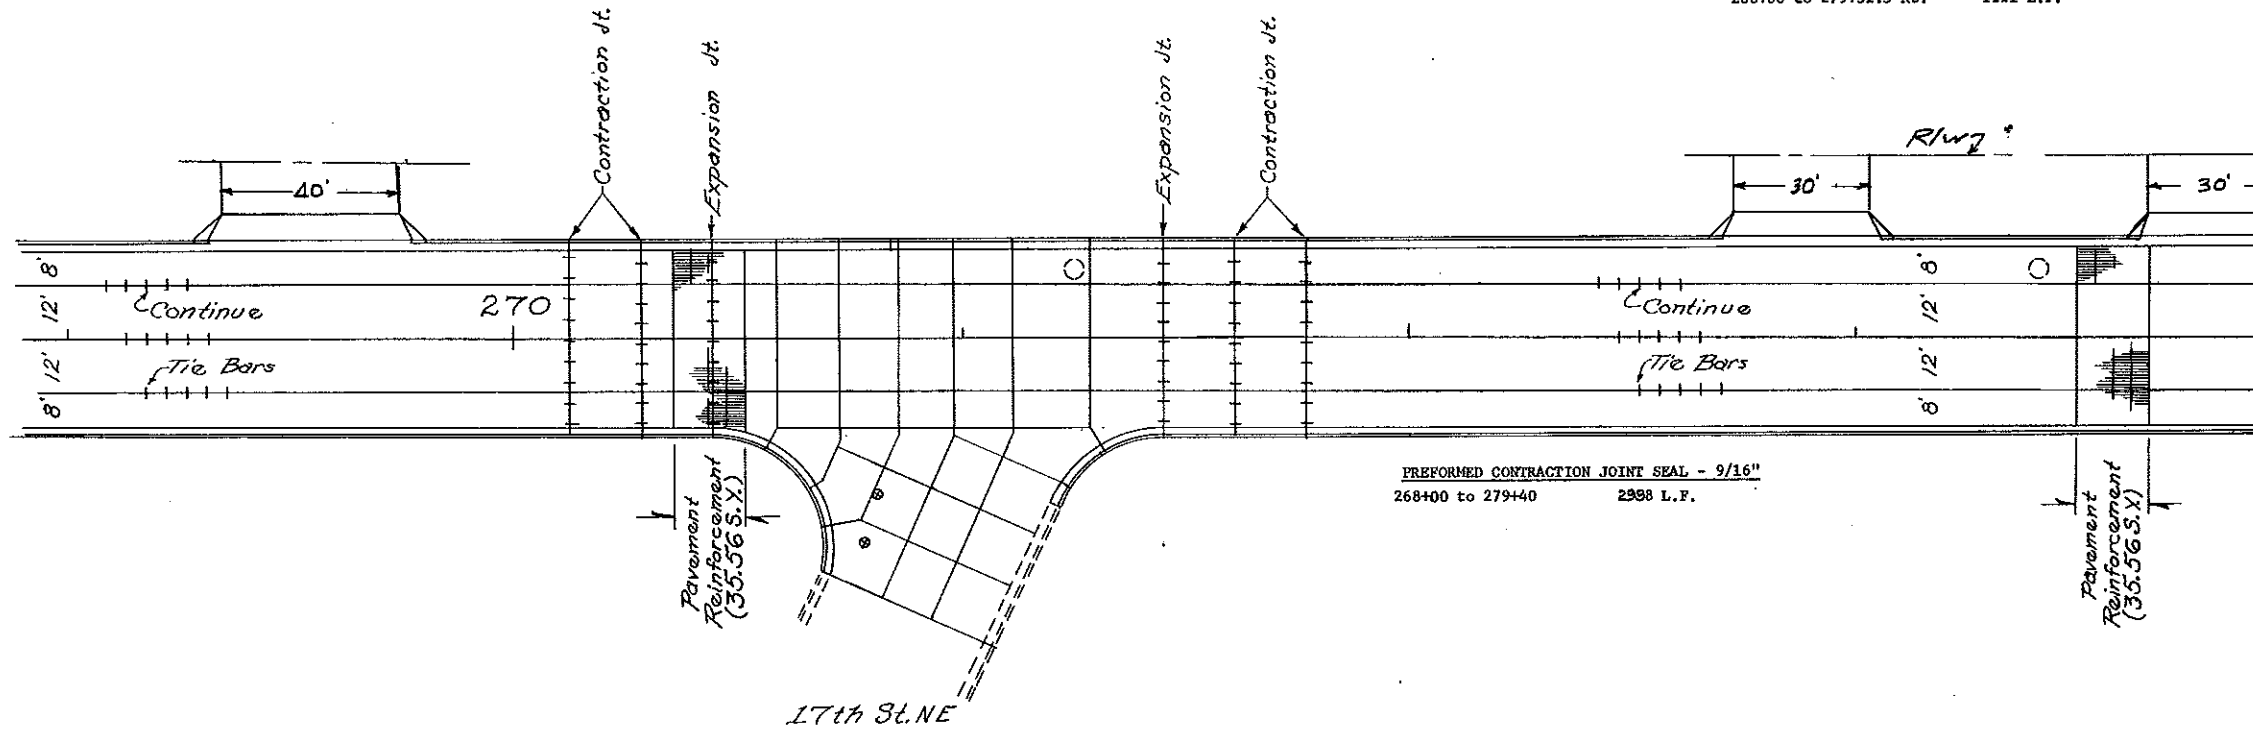 Contraction Jt.
Expansion Jt.
Expansion Jt.
Contraction Jt.
R/W
40'
30'
30'
8'
12'
12'
8'
Continue
270
Tie Bars
Continue
Tie Bars
8'
12'
12'
8'
PREFORMED CONTRACTION JOINT SEAL - 9/16"
268+00 to 279+40 2988 L.F.
Pavement
Reinforcement
(35.56 S.Y.)
Pavement
Reinforcement
(35.56 S.Y.)
17th St. NE